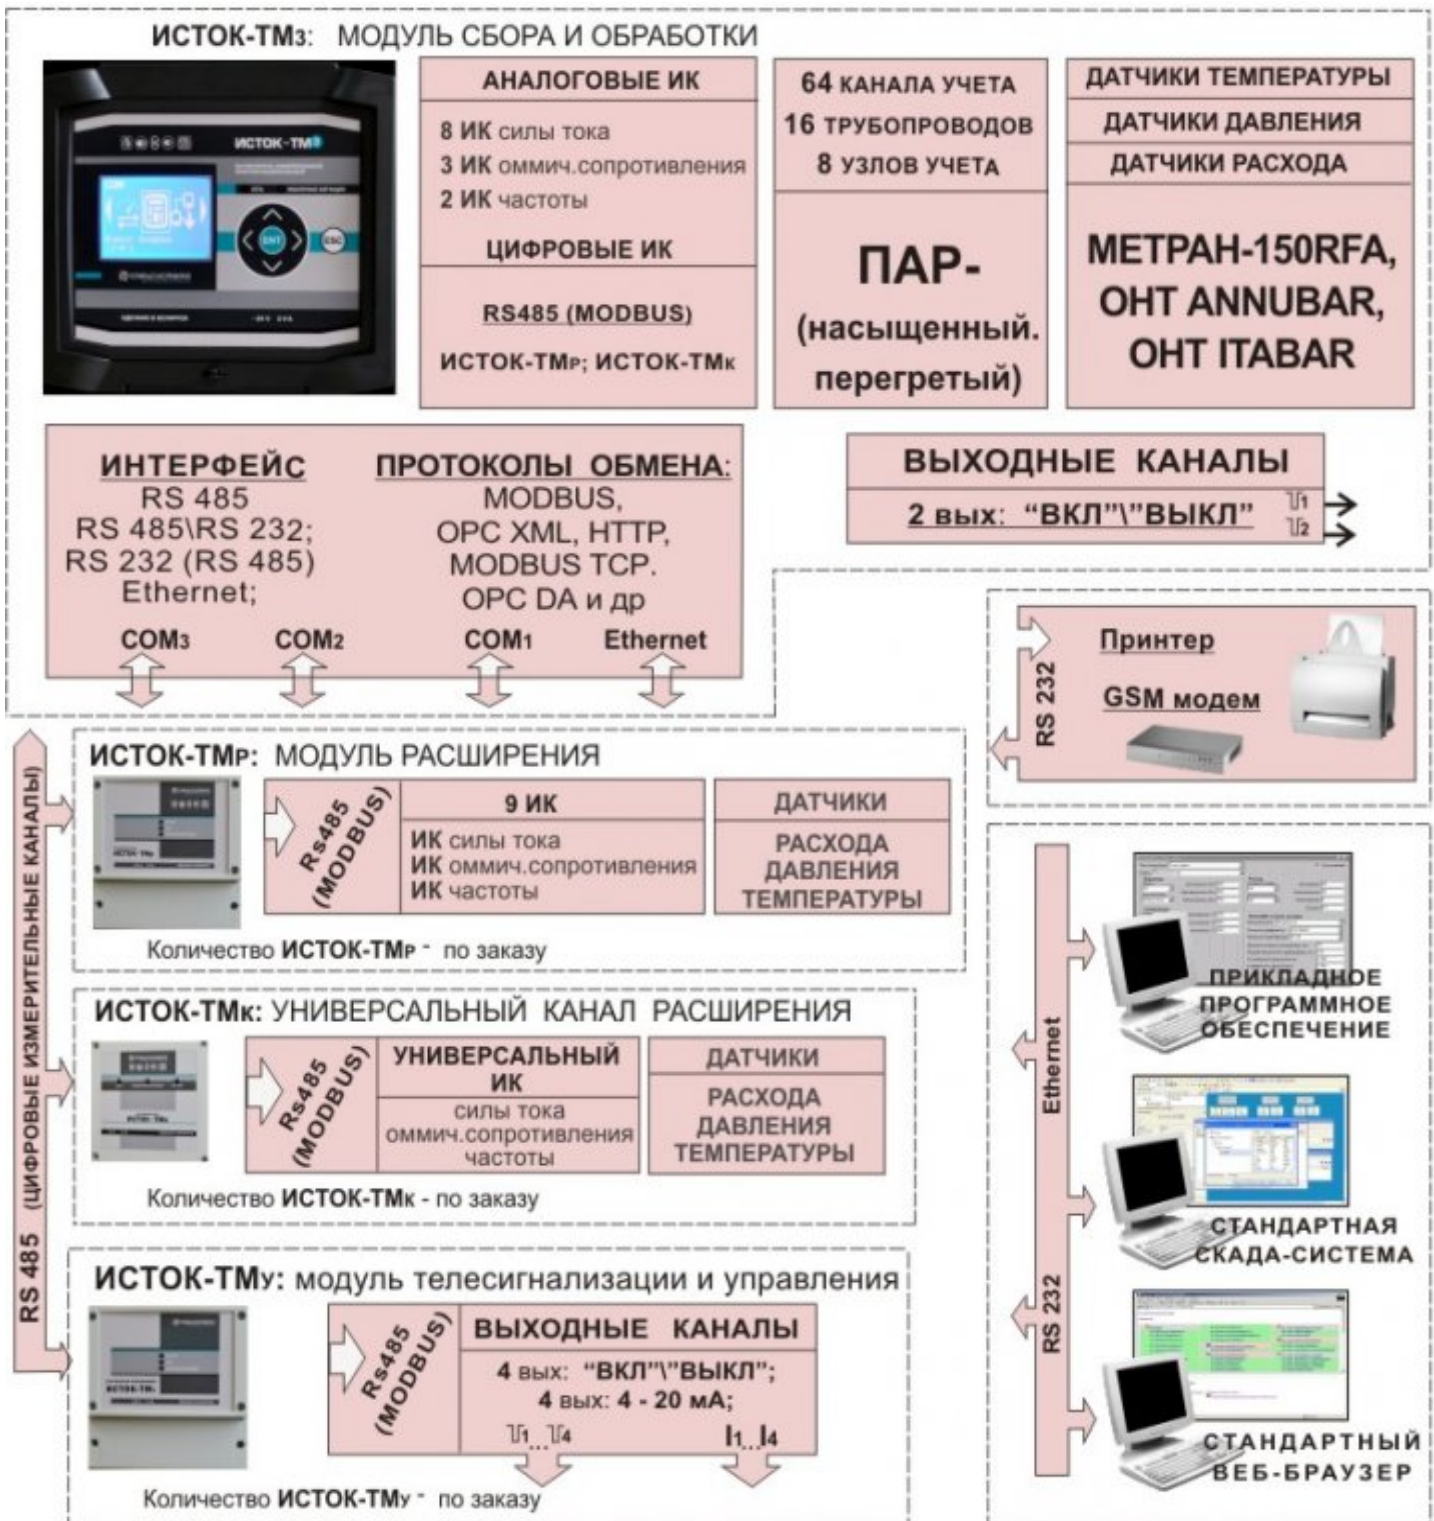 ИСТОК-ТМ3: МОДУЛЬ СБОРА И ОБРАБОТКИ
ИСТОК-ТМ3
ENT
ESC
СДЕЛАНО В БЕЛАРУСИ
АНАЛОГОВЫЕ ИК
8 ИК силы тока
3 ИК оммич.сопротивления
2 ИК частоты
ЦИФРОВЫЕ ИК
RS485 (MODBUS)
ИСТОК-ТМР; ИСТОК-ТМК
64 КАНАЛА УЧЕТА
16 ТРУБОПРОВОДОВ
8 УЗЛОВ УЧЕТА
ПАР-
(насыщенный.
перегретый)
ДАТЧИКИ ТЕМПЕРАТУРЫ
ДАТЧИКИ ДАВЛЕНИЯ
ДАТЧИКИ РАСХОДА
МЕТРАН-150RFA,
ОНТ ANNUBAR,
ОНТ ITABAR
ИНТЕРФЕЙС
RS 485
RS 485\RS 232;
RS 232 (RS 485)
Ethernet;
ПРОТОКОЛЫ ОБМЕНА:
MODBUS,
OPC XML, HTTP,
MODBUS TCP.
OPC DA и др
COM3
COM2
COM1
Ethernet
ВЫХОДНЫЕ КАНАЛЫ
2 вых: “ВКЛ”\”ВЫКЛ”
1
2
RS 232
Принтер
GSM модем
RS 485 (ЦИФРОВЫЕ ИЗМЕРИТЕЛЬНЫЕ КАНАЛЫ)
ИСТОК-ТМР: МОДУЛЬ РАСШИРЕНИЯ
Rs485
(MODBUS)
9 ИК
ИК силы тока
ИК оммич.сопротивления
ИК частоты
ДАТЧИКИ
РАСХОДА
ДАВЛЕНИЯ
ТЕМПЕРАТУРЫ
Количество ИСТОК-ТМР - по заказу
ИСТОК-ТМК: УНИВЕРСАЛЬНЫЙ КАНАЛ РАСШИРЕНИЯ
Rs485
(MODBUS)
УНИВЕРСАЛЬНЫЙ
ИК
силы тока
оммич.сопротивления
частоты
ДАТЧИКИ
РАСХОДА
ДАВЛЕНИЯ
ТЕМПЕРАТУРЫ
Количество ИСТОК-ТМК - по заказу
ИСТОК-ТМУ: модуль телесигнализации и управления
Rs485
(MODBUS)
ВЫХОДНЫЕ КАНАЛЫ
4 вых: “ВКЛ”\”ВЫКЛ”;
4 вых: 4 - 20 мА;
1...4
I1...I4
Количество ИСТОК-ТМУ - по заказу
Ethernet
RS 232
ПРИКЛАДНОЕ
ПРОГРАММНОЕ
ОБЕСПЕЧЕНИЕ
СТАНДАРТНАЯ
СКАДА-СИСТЕМА
СТАНДАРТНЫЙ
ВЕБ-БРАУЗЕР